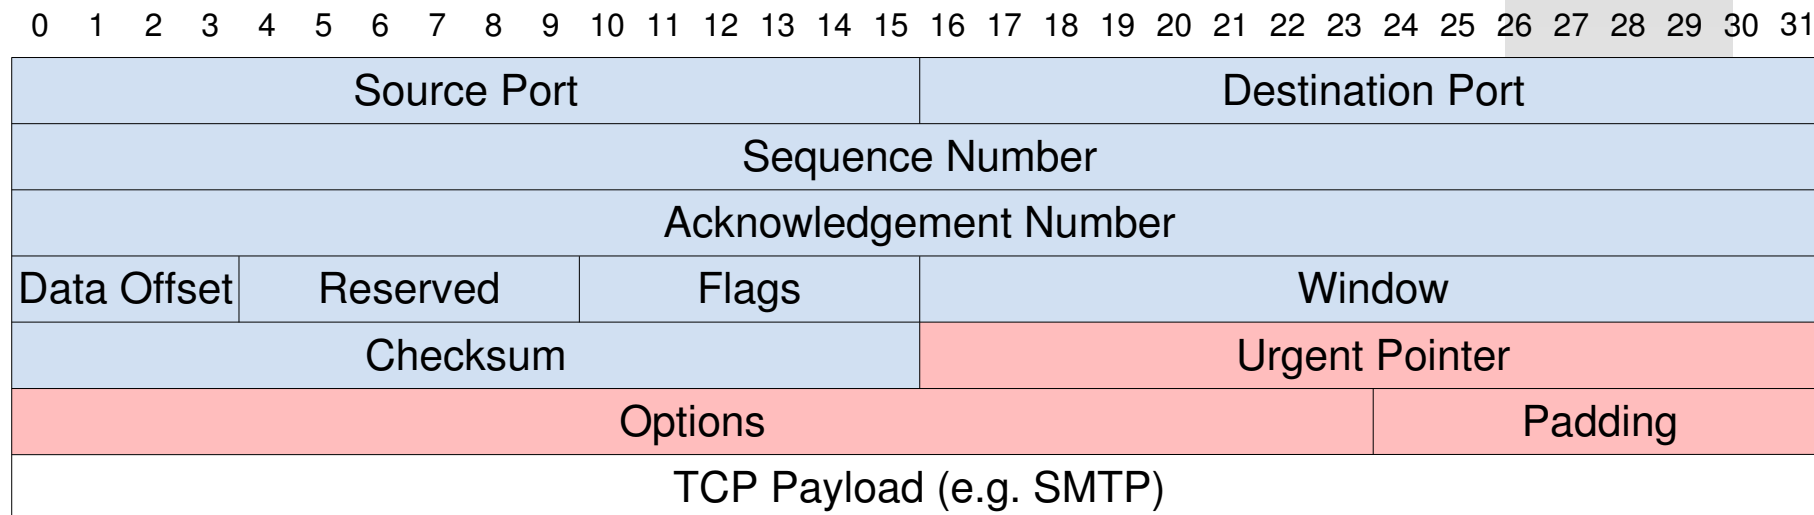 0 1 2 3 4 5 6 7 8 9 10 11 12 13 14 15 16 17 18 19 20 21 22 23 24 25 26 27 28 29 30 31
Source Port Destination Port
Sequence Number
Acknowledgement Number
Data Offset Reserved Flags Window
Checksum Urgent Pointer
Options Padding
TCP Payload (e.g. SMTP)